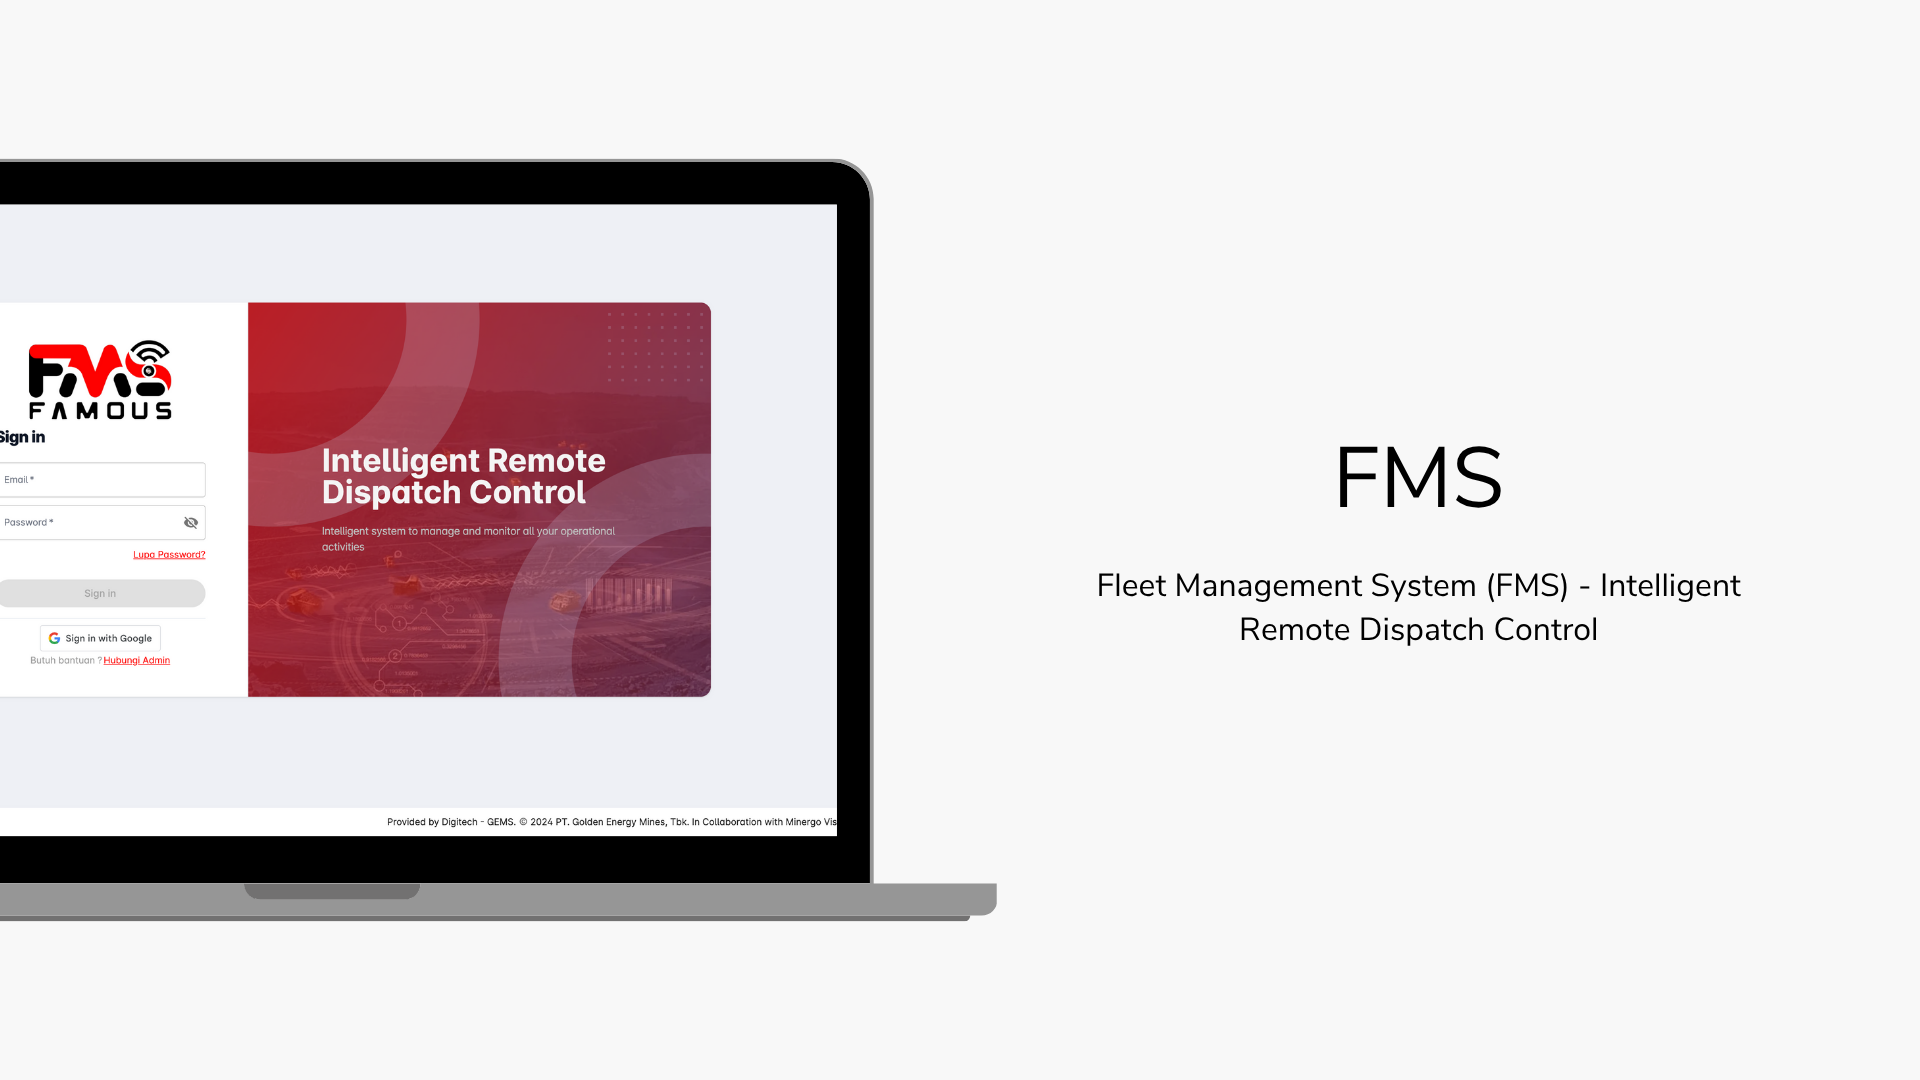 FMS
FAMOUS
Sign in
Email *
Password *
Lupa Password?
Sign in
Sign in with Google
Butuh bantuan ? Hubungi Admin
Intelligent Remote
Dispatch Control
Intelligent system to manage and monitor all your operational
activities
Provided by Digitech - GEMS. © 2024 PT. Golden Energy Mines, Tbk. In Collaboration with Minergo Vis
FMS
Fleet Management System (FMS) - Intelligent
Remote Dispatch Control